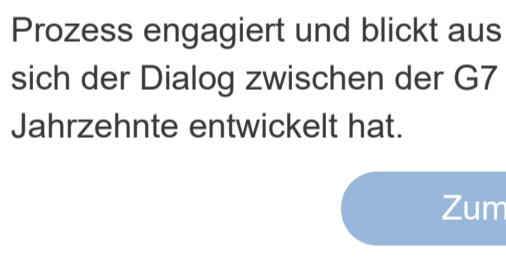 Prozess engagiert und blickt aus
sich der Dialog zwischen der G7
Jahrzehnte entwickelt hat.
Zum